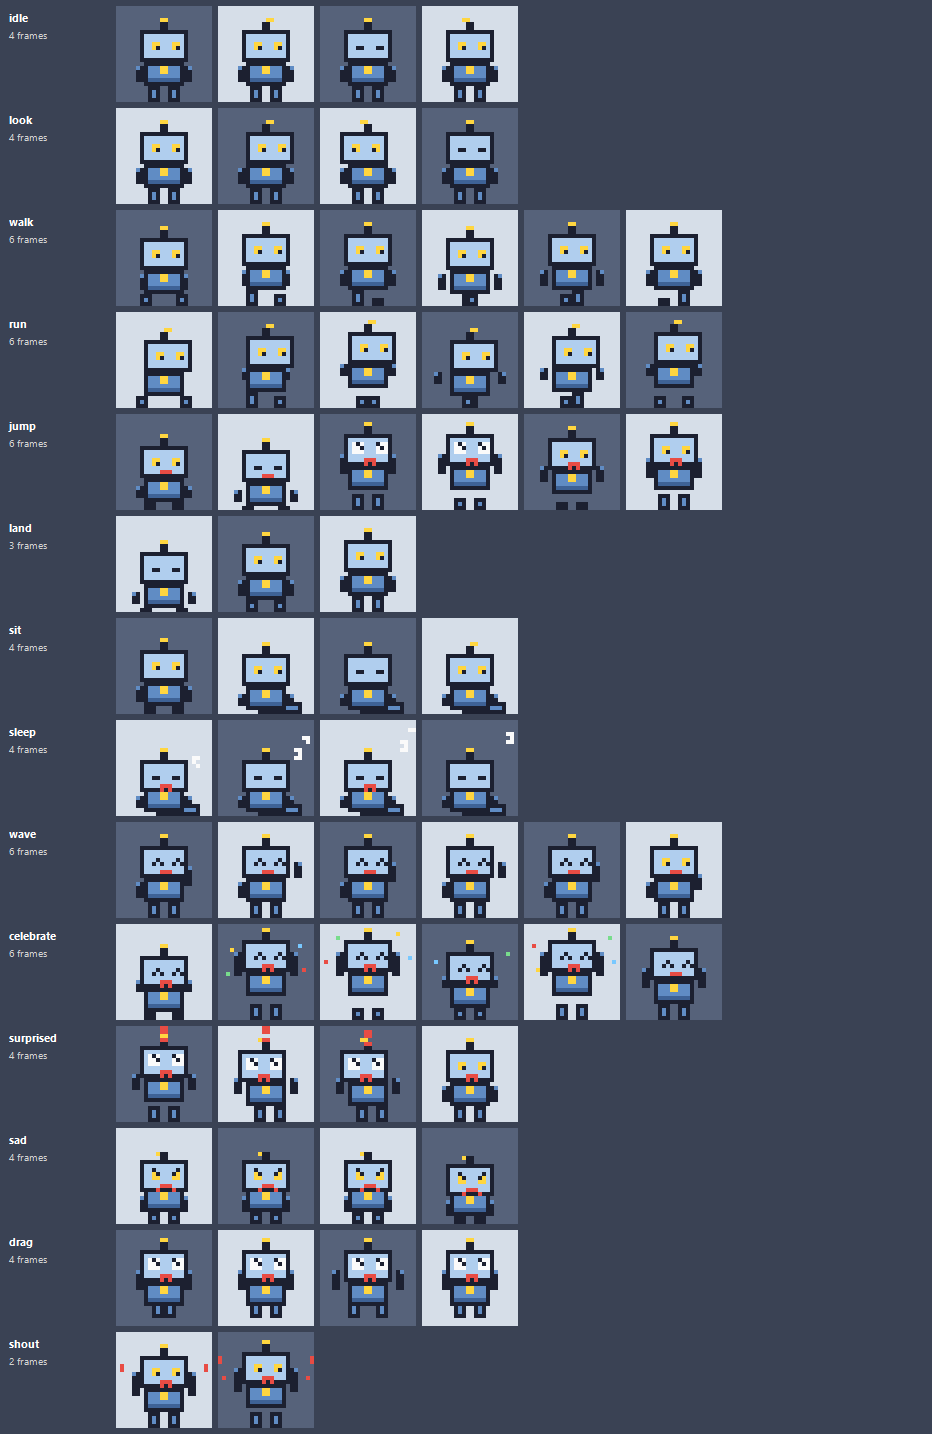 idle
4 frames
look
4 frames
walk
6 frames
run
6 frames
jump
6 frames
land
3 frames
sit
4 frames
sleep
4 frames
wave
6 frames
celebrate
6 frames
surprised
4 frames
sad
4 frames
drag
4 frames
shout
2 frames